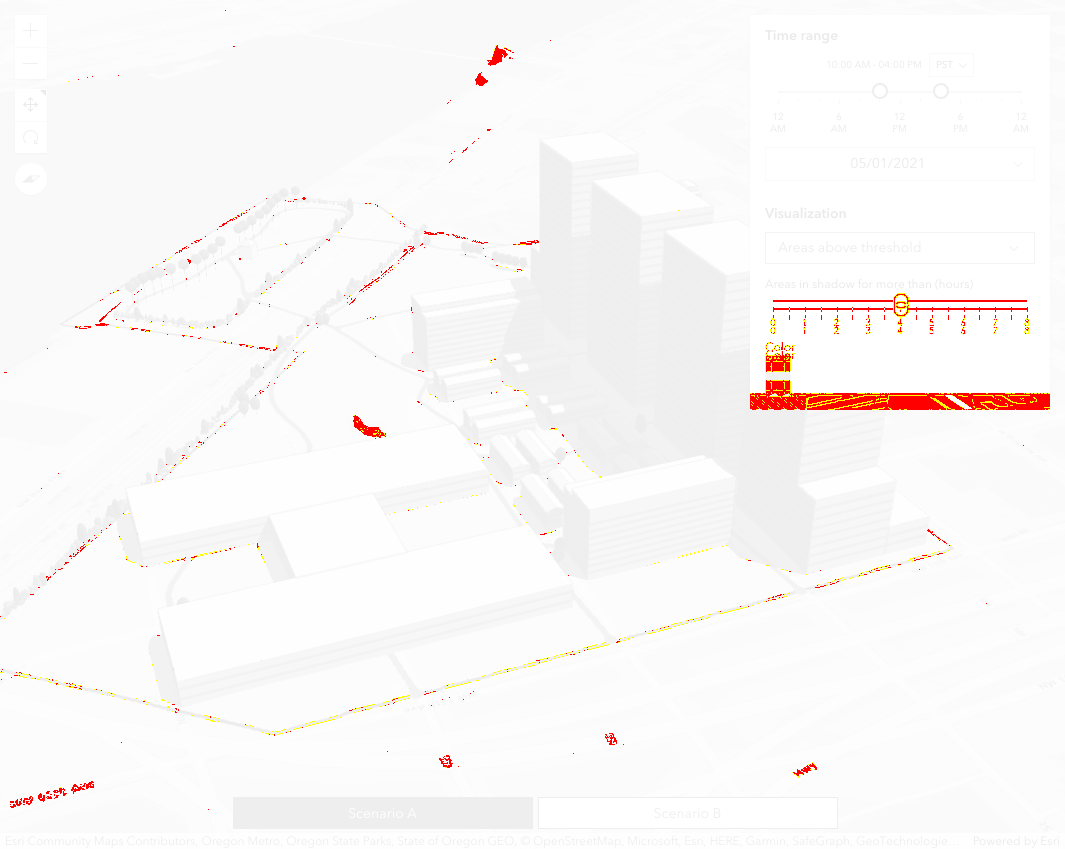 Time range
10:00 AM - 04:00 PM PST
12 AM 6 AM 12 PM 6 PM 12 AM
05/01/2021
Visualization
Areas above threshold
Areas in shadow for more than (hours)
0 1 2 3 4 5 6 7 8
Color
Scenario A
Scenario B
Esri Community Maps Contributors, Oregon Metro, Oregon State Parks, State of Oregon GEO, © OpenStreetMap, Microsoft, Esri, HERE, Garmin, SafeGraph, GeoTechnologie...
Powered by Esri